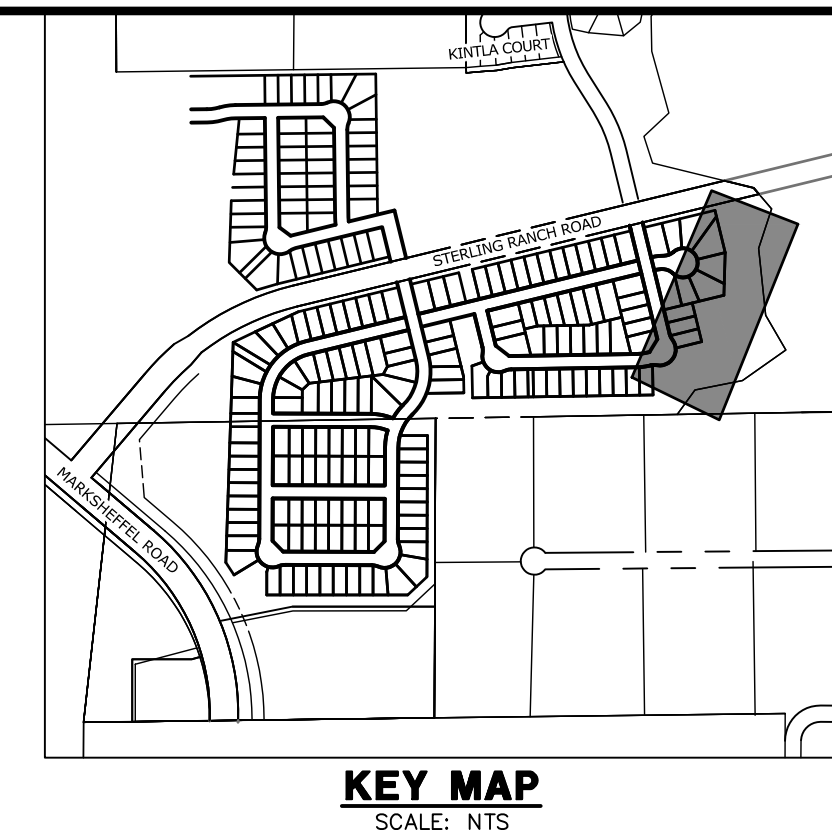 KINTLA COURT
STERLING RANCH ROAD
MARKSHEFFEL ROAD
KEY MAP
SCALE: NTS